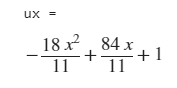 ux =
− 18 x² / 11 + 84 x / 11 + 1